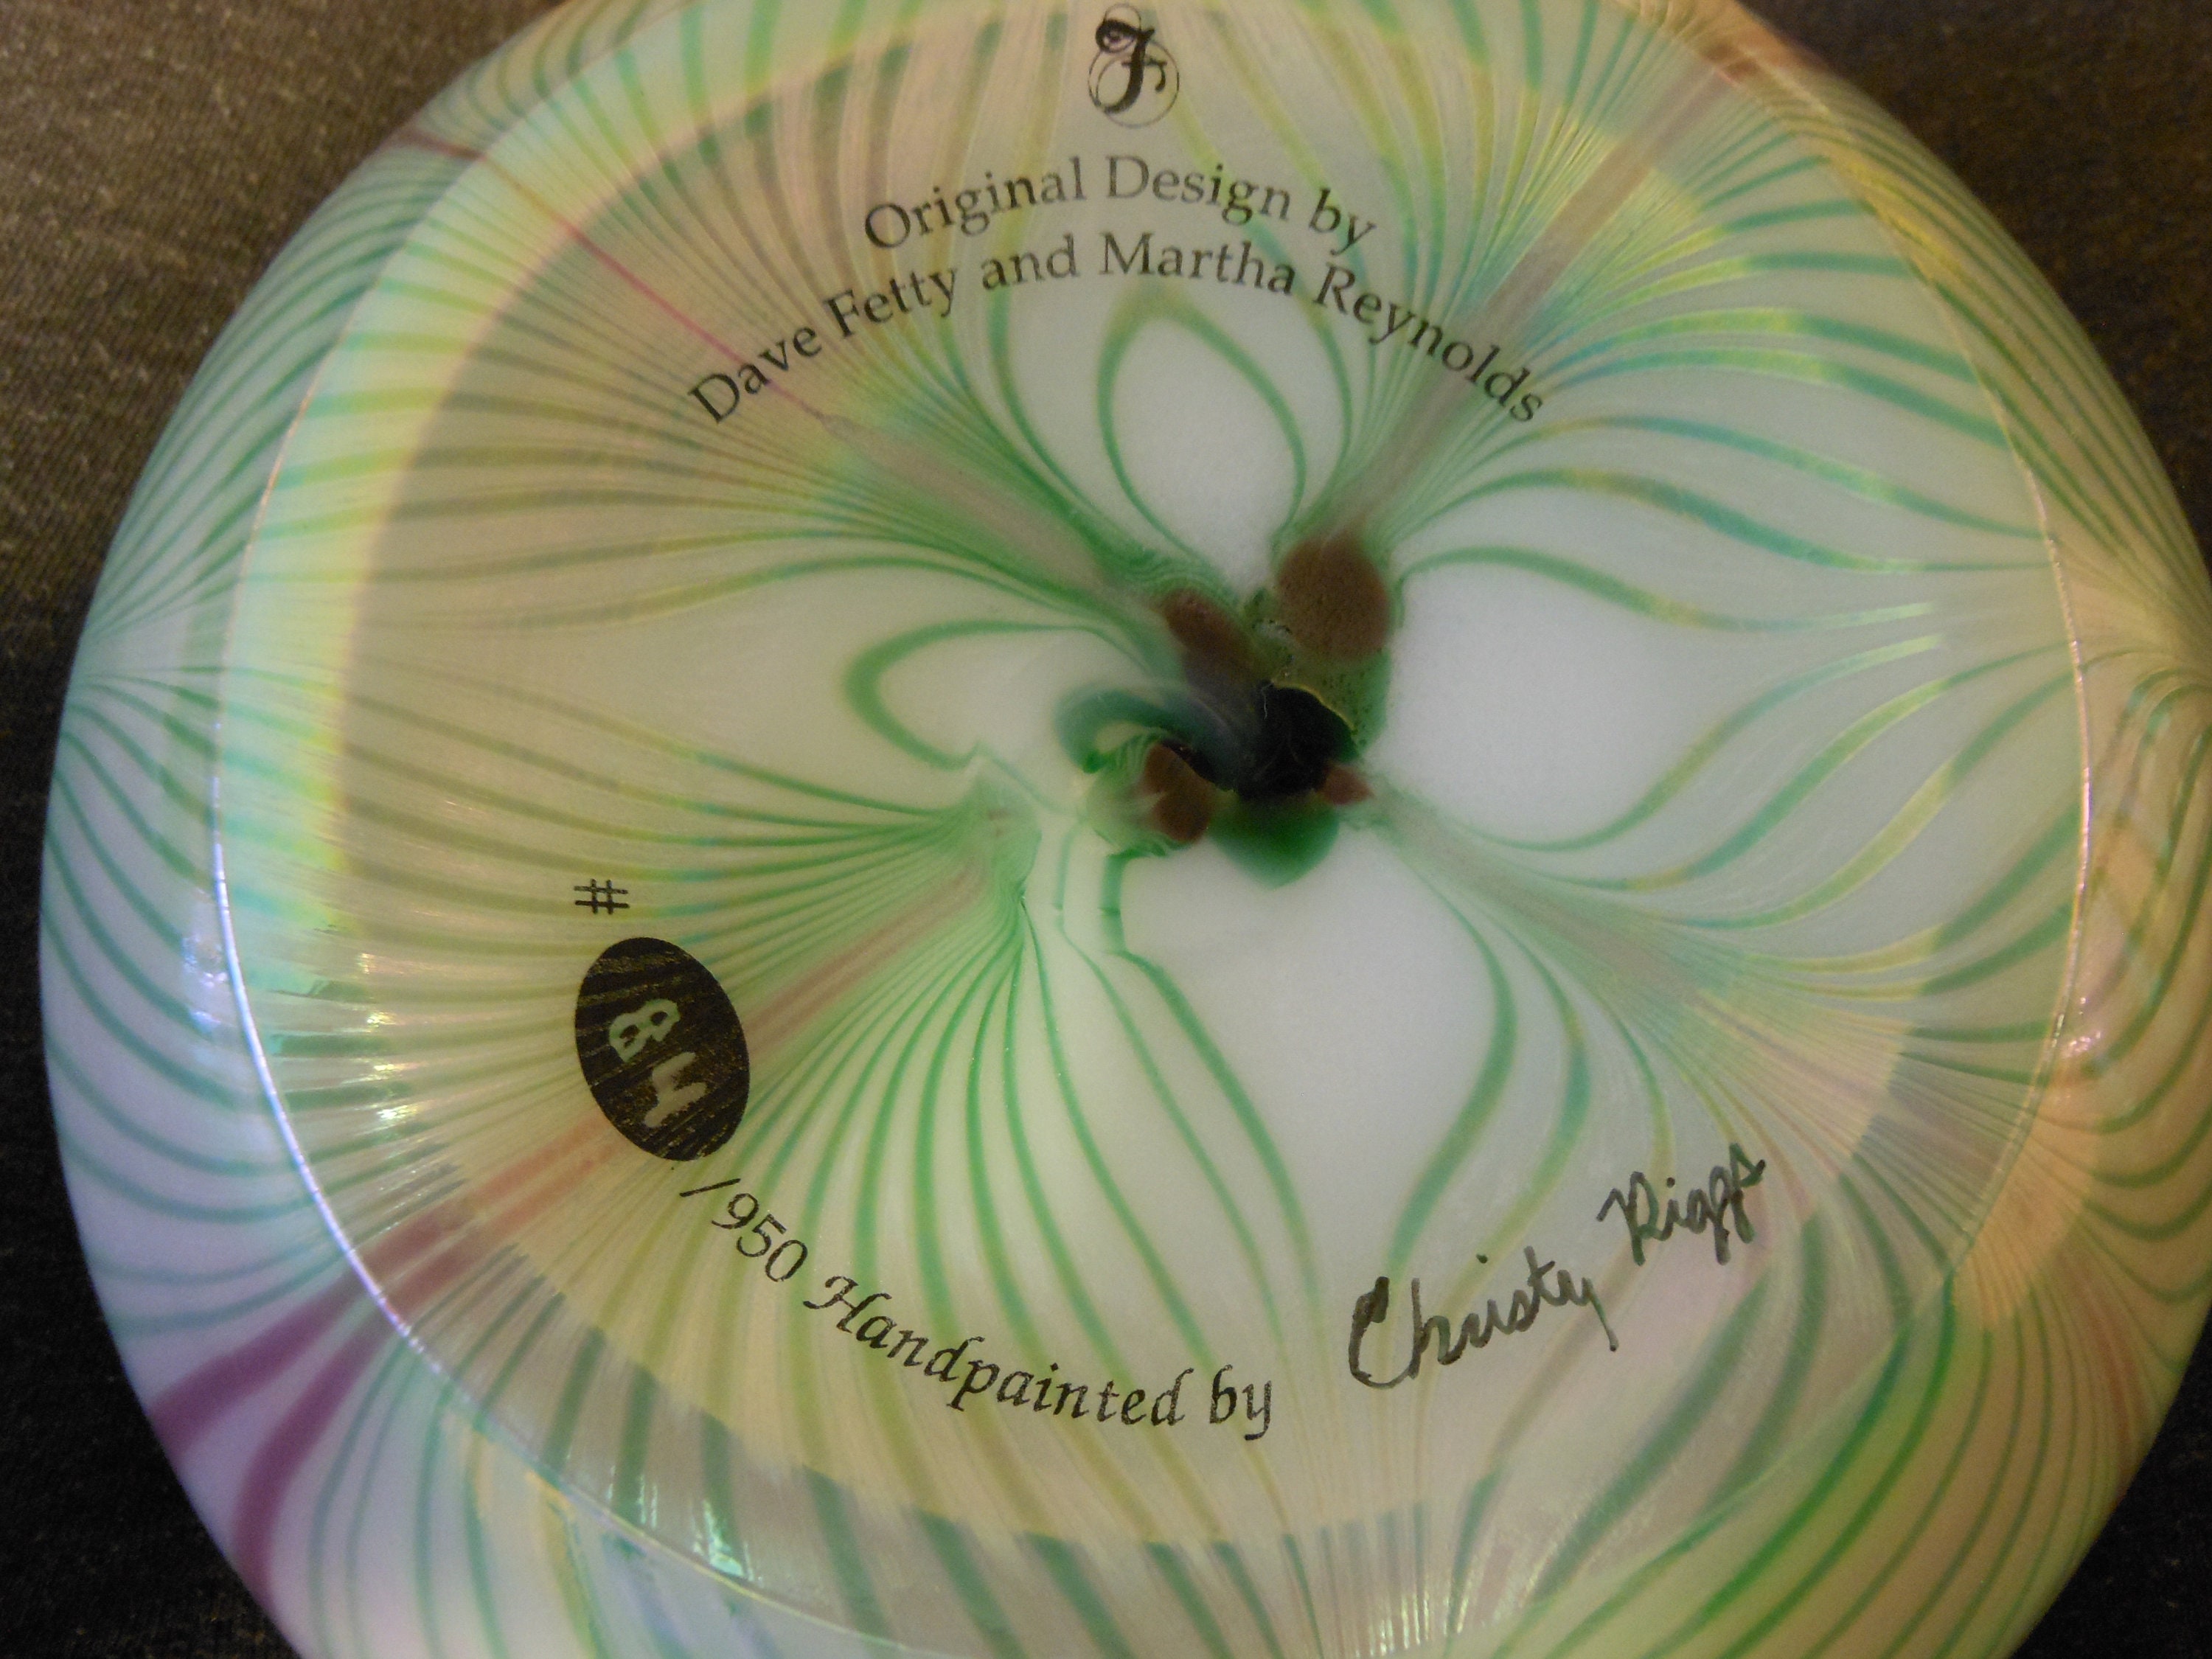 F
Original Design by
Dave Fetty and Martha Reynolds
#
84
/950 Handpainted by
Christy Riggs